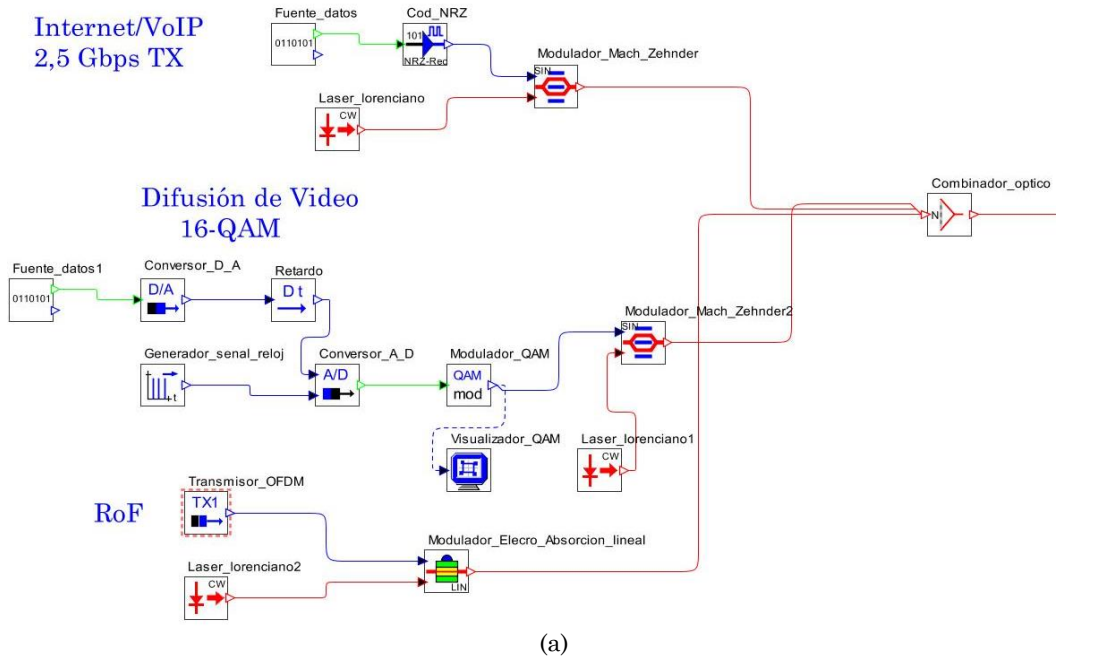 Internet/VoIP
2,5 Gbps TX
Fuente_datos
0110101
Cod_NRZ
101
NRZ-Rec
Modulador_Mach_Zehnder
SIN
Laser_lorenciano
CW
Difusión de Video
16-QAM
Combinador_optico
N
Fuente_datos1
0110101
Conversor_D_A
D/A
Retardo
D t
Modulador_Mach_Zehnder2
SIN
Generador_senal_reloj
+
+t
Conversor_A_D
A/D
Modulador_QAM
QAM
mod
Visualizador_QAM
Laser_lorenciano1
CW
RoF
Transmisor_OFDM
TX1
Modulador_Elecro_Absorcion_lineal
LIN
Laser_lorenciano2
CW
(a)